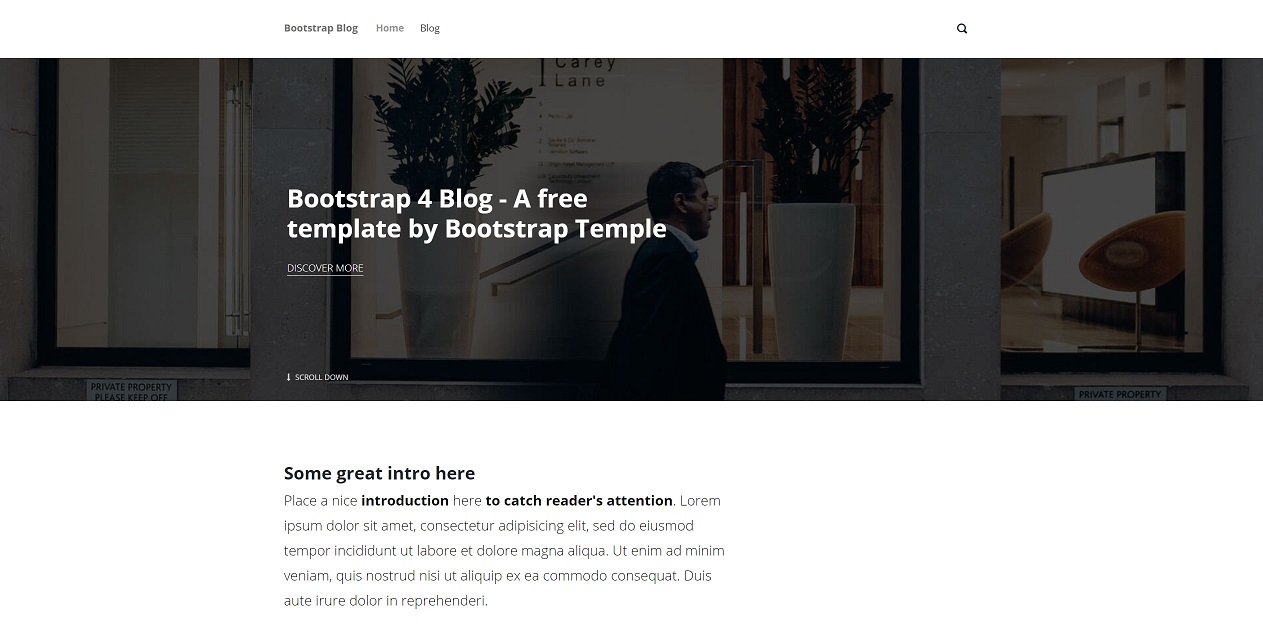 Bootstrap Blog Home Blog
Carey
Lane
Bootstrap 4 Blog - A free
template by Bootstrap Temple
DISCOVER MORE
SCROLL DOWN
PRIVATE PROPERTY
PLEASE KEEP OFF
PRIVATE PROPERTY
Some great intro here
Place a nice introduction here to catch reader's attention. Lorem
ipsum dolor sit amet, consectetur adipisicing elit, sed do eiusmod
tempor incididunt ut labore et dolore magna aliqua. Ut enim ad minim
veniam, quis nostrud nisi ut aliquip ex ea commodo consequat. Duis
aute irure dolor in reprehenderi.